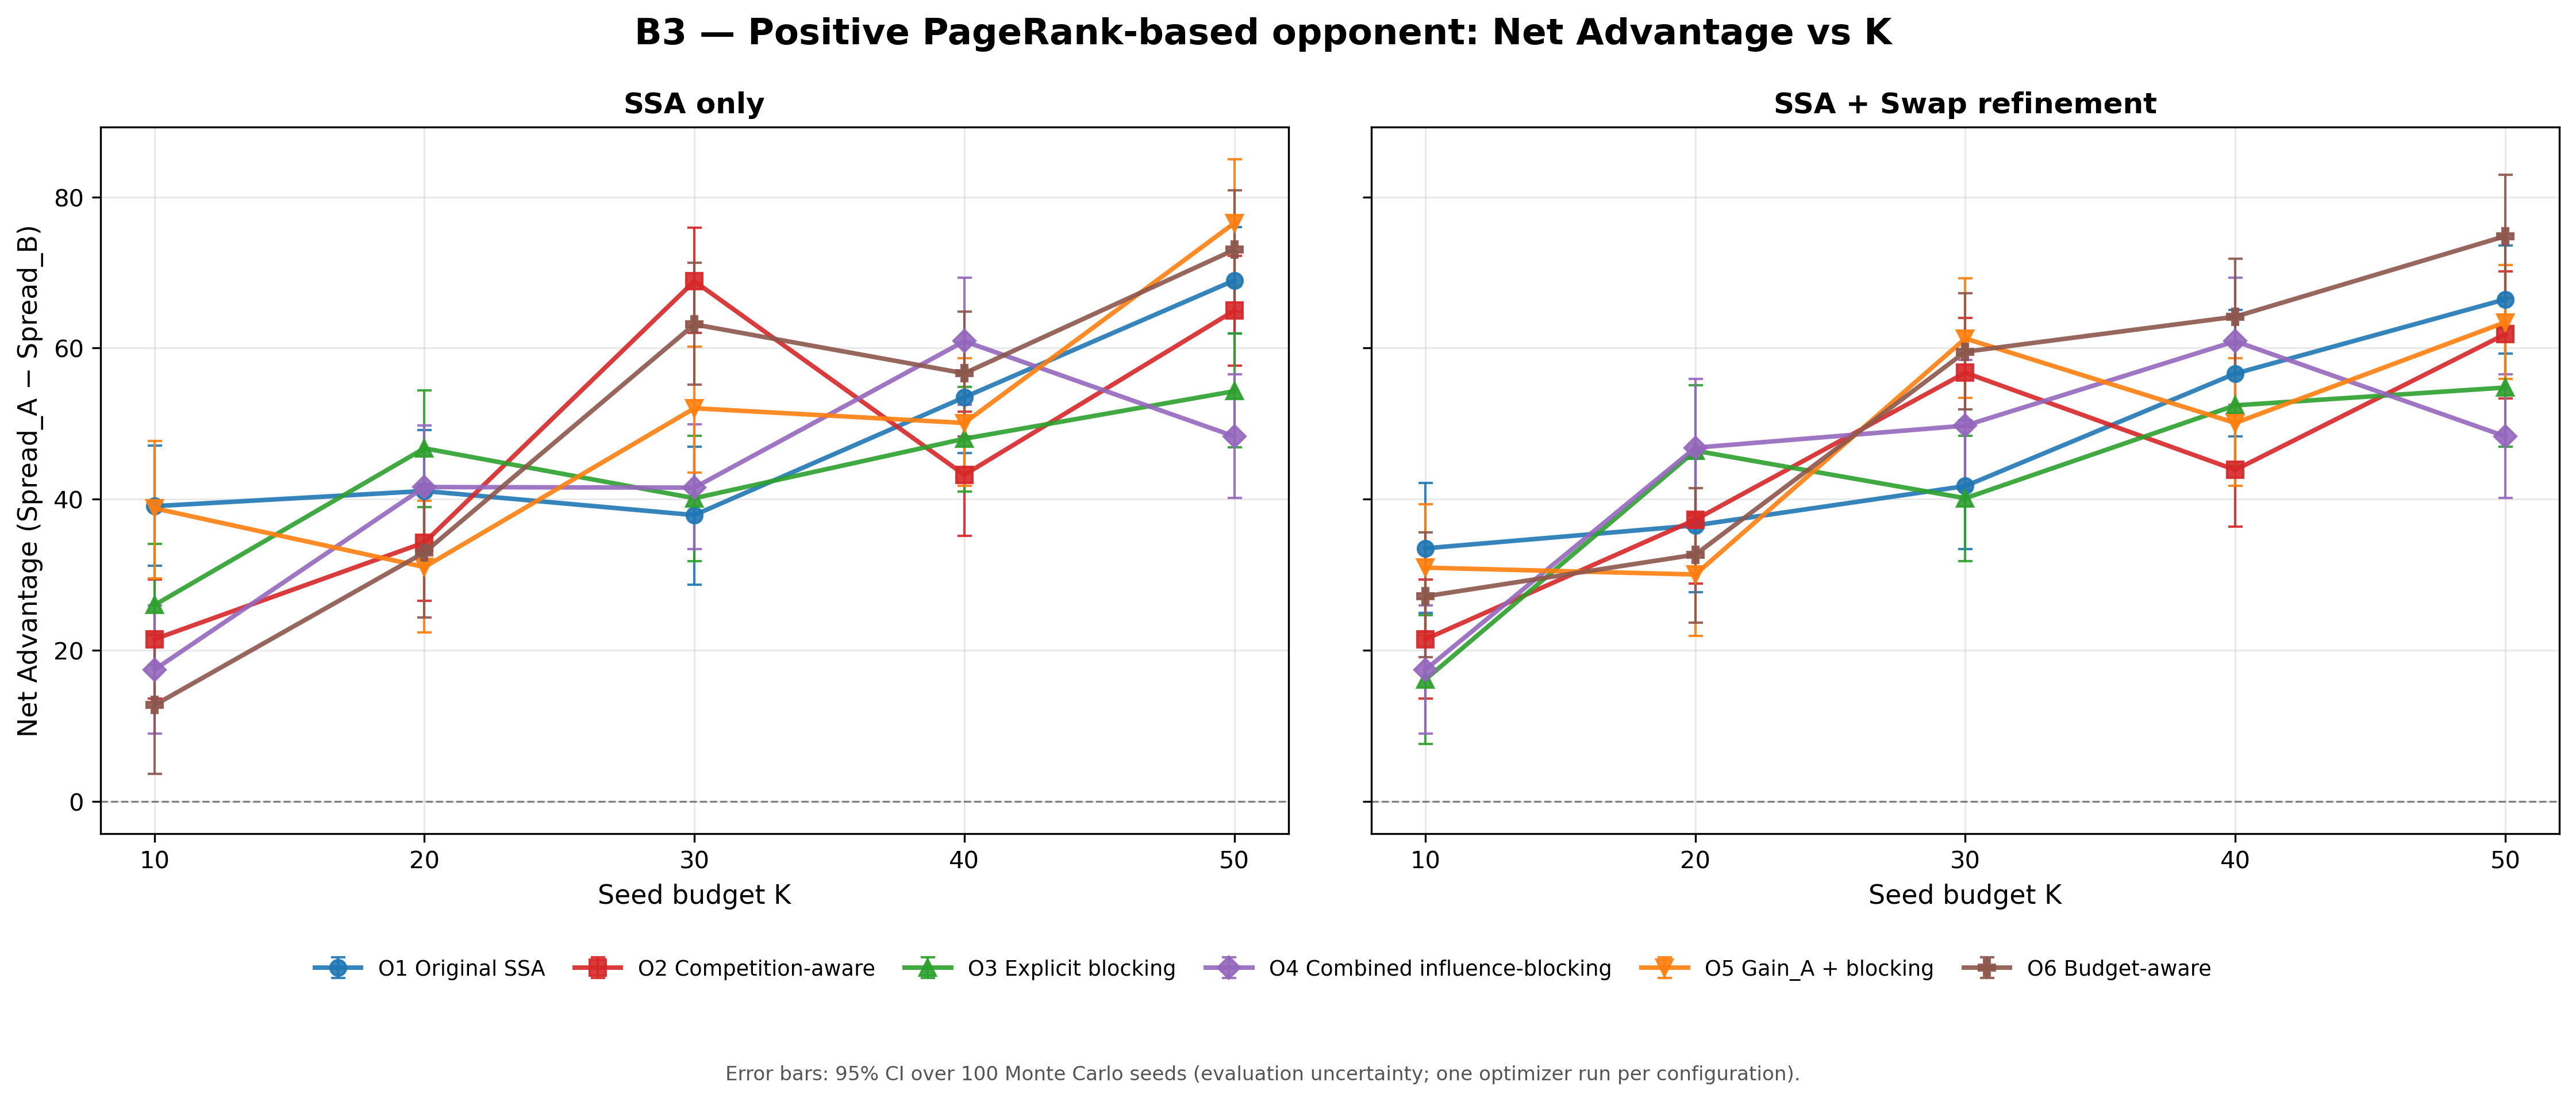 B3 — Positive PageRank-based opponent: Net Advantage vs K
SSA only
SSA + Swap refinement
Net Advantage (Spread_A − Spread_B)
80
60
40
20
0
10 20 30 40 50
10 20 30 40 50
Seed budget K
Seed budget K
O1 Original SSA O2 Competition-aware O3 Explicit blocking O4 Combined influence-blocking O5 Gain_A + blocking O6 Budget-aware
Error bars: 95% CI over 100 Monte Carlo seeds (evaluation uncertainty; one optimizer run per configuration).